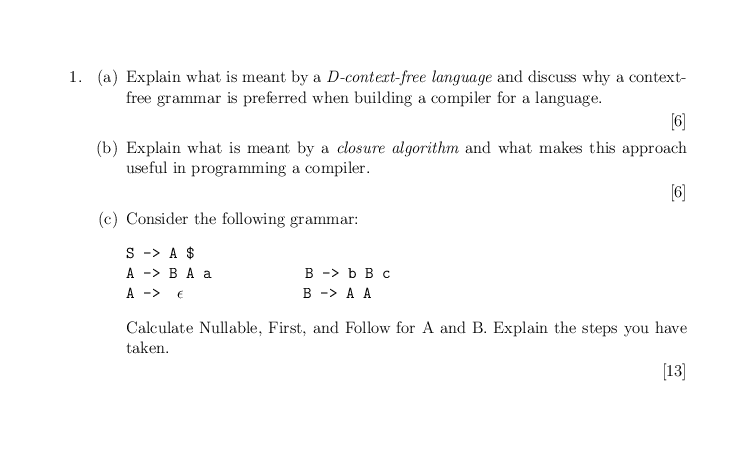 1. (a) Explain what is meant by a D-context-free language and discuss why a context-
free grammar is preferred when building a compiler for a language.
[6]
(b) Explain what is meant by a closure algorithm and what makes this approach
useful in programming a compiler.
[6]
(c) Consider the following grammar:
S -> A $
A -> B A a B -> b B c
A -> ϵ B -> A A
Calculate Nullable, First, and Follow for A and B. Explain the steps you have
taken.
[13]